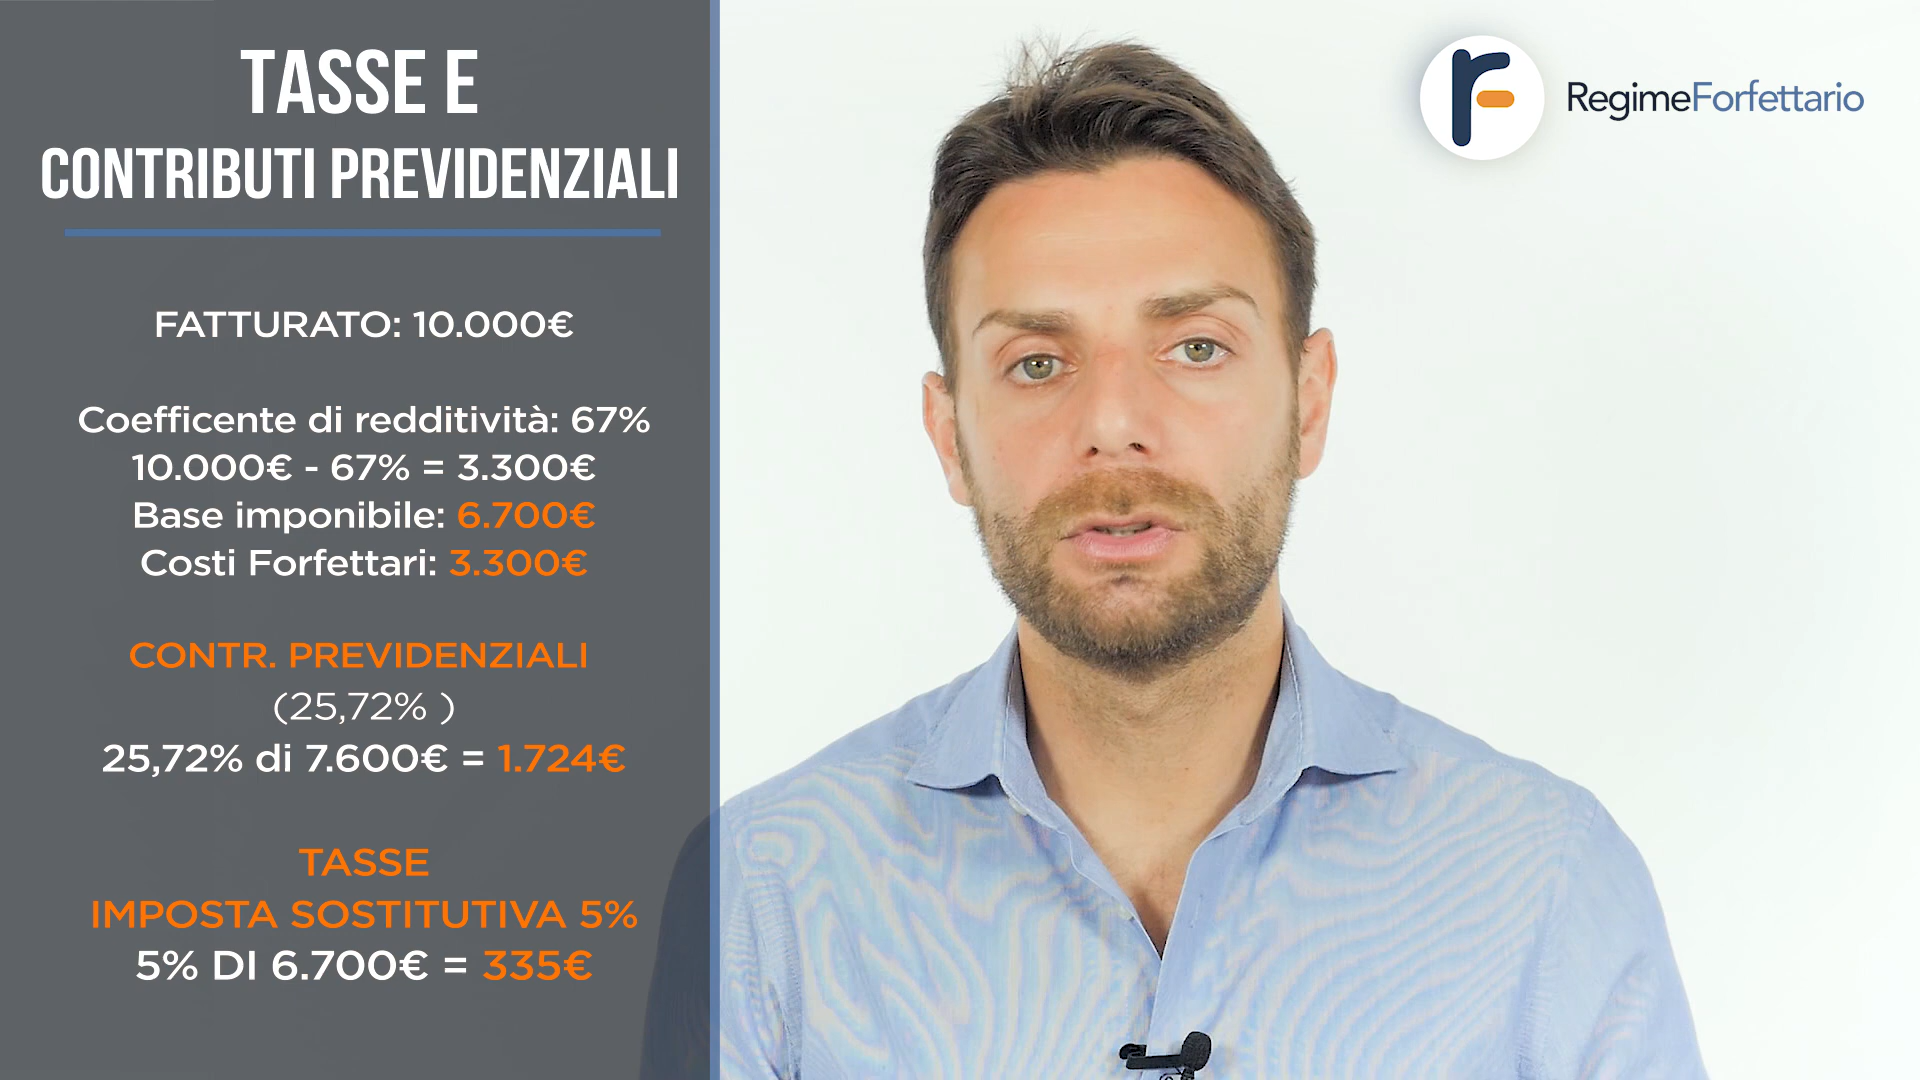 TASSE E
CONTRIBUTI PREVIDENZIALI
FATTURATO: 10.000€
Coefficente di redditività: 67%
10.000€ - 67% = 3.300€
Base imponibile: 6.700€
Costi Forfettari: 3.300€
CONTR. PREVIDENZIALI
(25,72% )
25,72% di 7.600€ = 1.724€
TASSE
IMPOSTA SOSTITUTIVA 5%
5% DI 6.700€ = 335€
RegimeForfettario